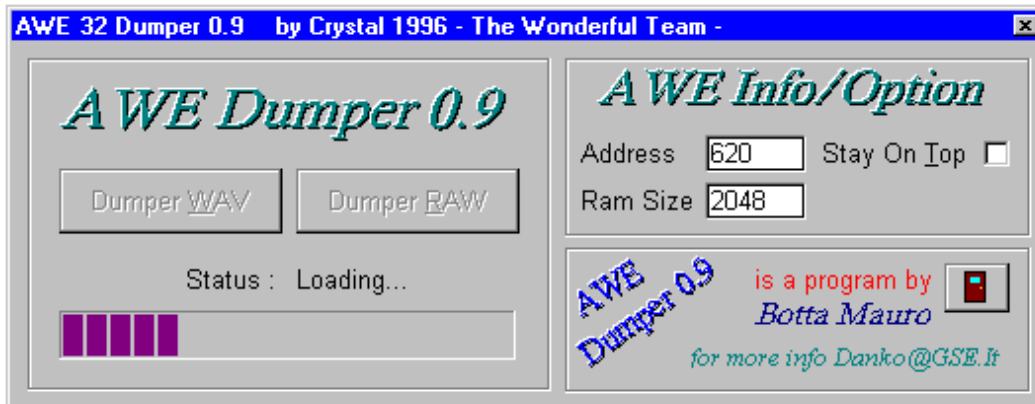 AWE 32 Dumper 0.9 by Crystal 1996 - The Wonderful Team -
AWE Dumper 0.9
Dumper WAV
Dumper RAW
Status : Loading...
AWE Info/Option
Address 620 Stay On Top
Ram Size 2048
AWE
Dumper 0.9
is a program by
Botta Mauro
for more info Danko@GSE.It